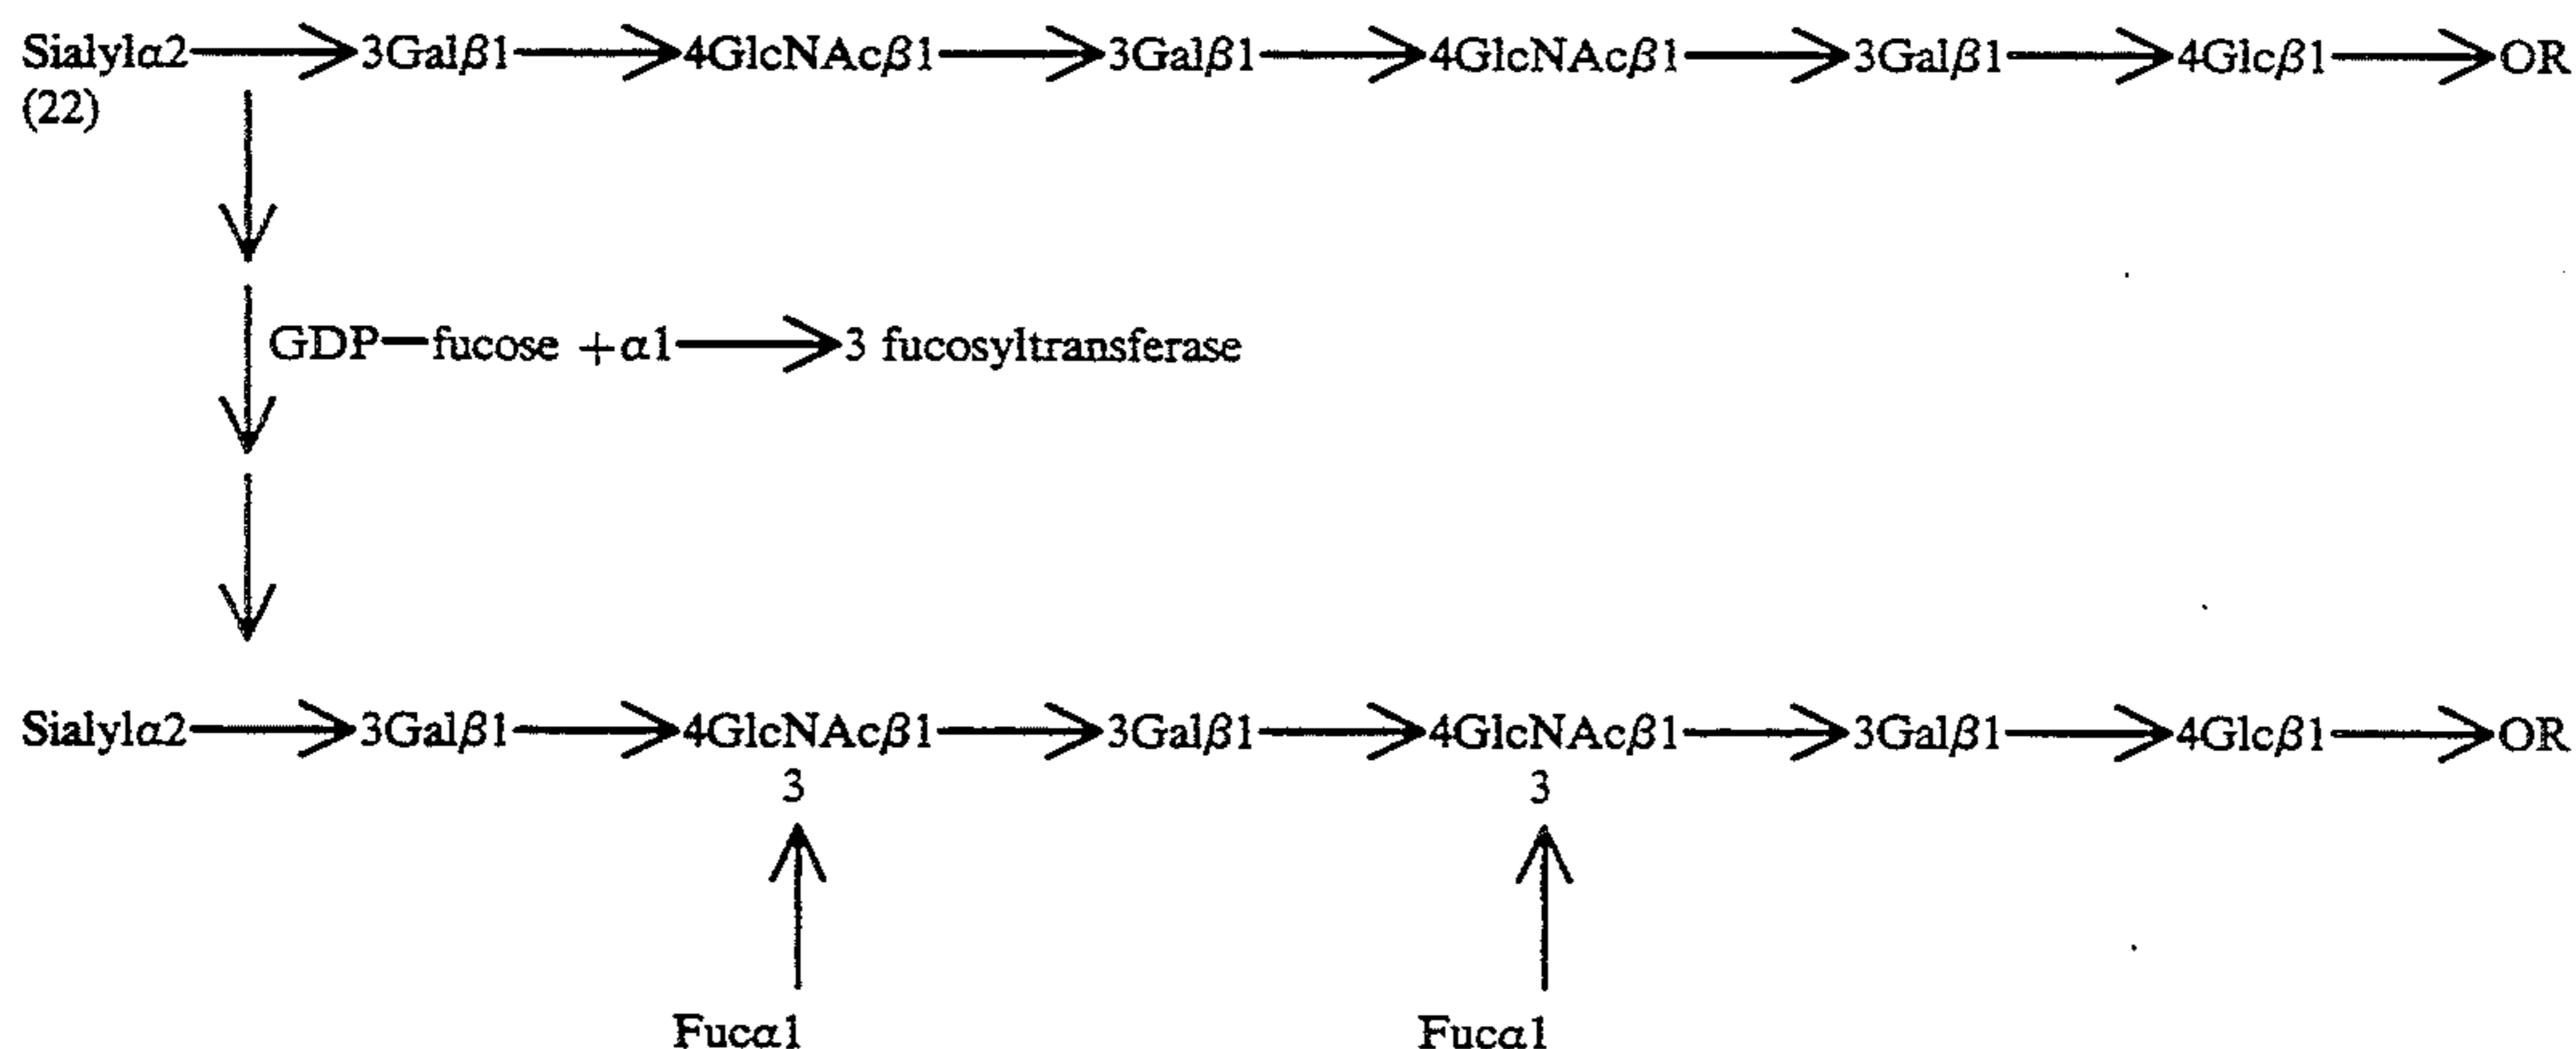 Sialylα2⟶3Galβ1⟶4GlcNAcβ1⟶3Galβ1⟶4GlcNAcβ1⟶3Galβ1⟶4Glcβ1⟶OR
(22)
GDP—fucose +α1⟶3 fucosyltransferase
Sialylα2⟶3Galβ1⟶4GlcNAcβ1⟶3Galβ1⟶4GlcNAcβ1⟶3Galβ1⟶4Glcβ1⟶OR
3 3
Fucα1 Fucα1